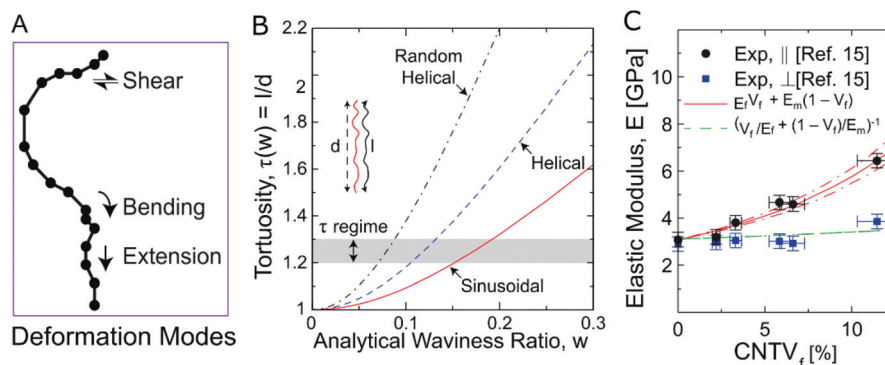 A
Shear
Bending
Extension
Deformation Modes
B
Tortuosity, τ(w) = l/d
2.2
2
1.8
1.6
1.4
1.2
1
0
0.1
0.2
0.3
Analytical Waviness Ratio, w
Random
Helical
Helical
Sinusoidal
τ regime
d
l
C
Elastic Modulus, E [GPa]
10
8
6
4
2
0
5
10
CNTV_f [%]
Exp, ∥ [Ref. 15]
Exp, ⊥[Ref. 15]
E_fV_f + E_m(1 − V_f)
(V_f/E_f + (1 − V_f)/E_m)⁻¹